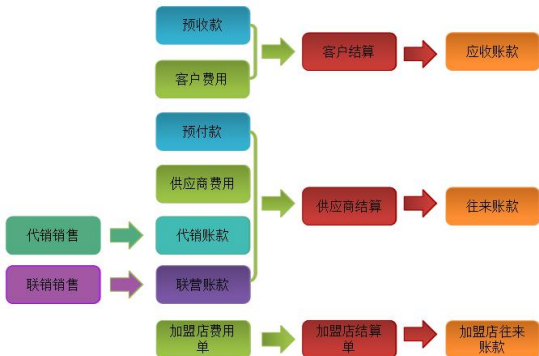 预收款
客户费用
客户结算
应收账款
预付款
供应商费用
代销销售
代销账款
联销销售
联营账款
供应商结算
往来账款
加盟店费用
单
加盟店结算
单
加盟店往来
账款